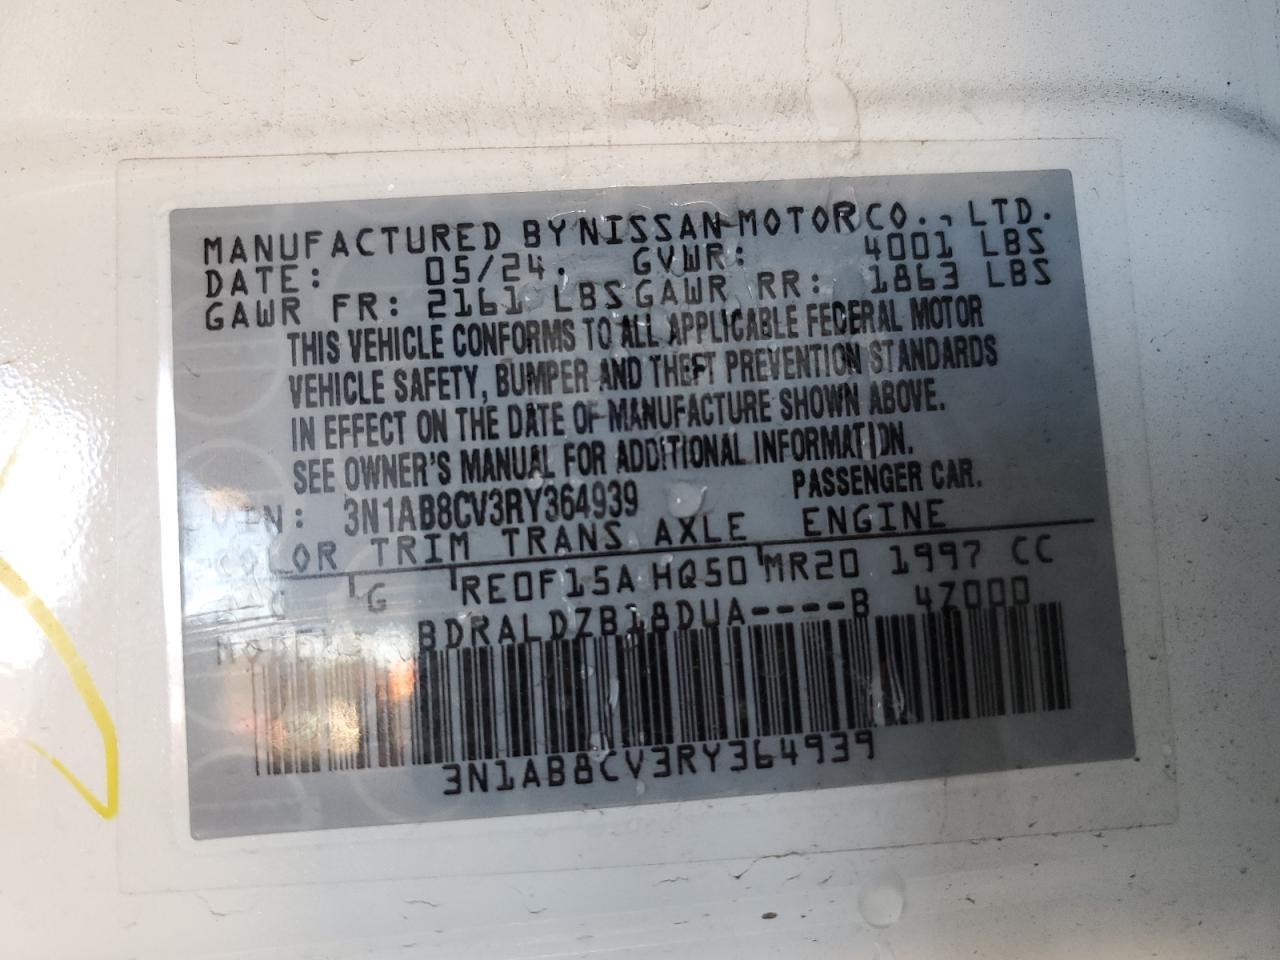 MANUFACTURED BY NISSAN MOTOR CO., LTD.
DATE: 05/24. GVWR: 4001 LBS
GAWR FR: 2161 LBS GAWR RR: 1863 LBS
THIS VEHICLE CONFORMS TO ALL APPLICABLE FEDERAL MOTOR
VEHICLE SAFETY, BUMPER AND THEFT PREVENTION STANDARDS
IN EFFECT ON THE DATE OF MANUFACTURE SHOWN ABOVE.
SEE OWNER'S MANUAL FOR ADDITIONAL INFORMATION.
VIN: 3N1AB8CV3RY364939 PASSENGER CAR.
COLOR TRIM TRANS AXLE ENGINE
G RE0F15A HQ50 MR20 1997 CC
BDRALDZB18DUA----B 4Z000
3N1AB8CV3RY364939